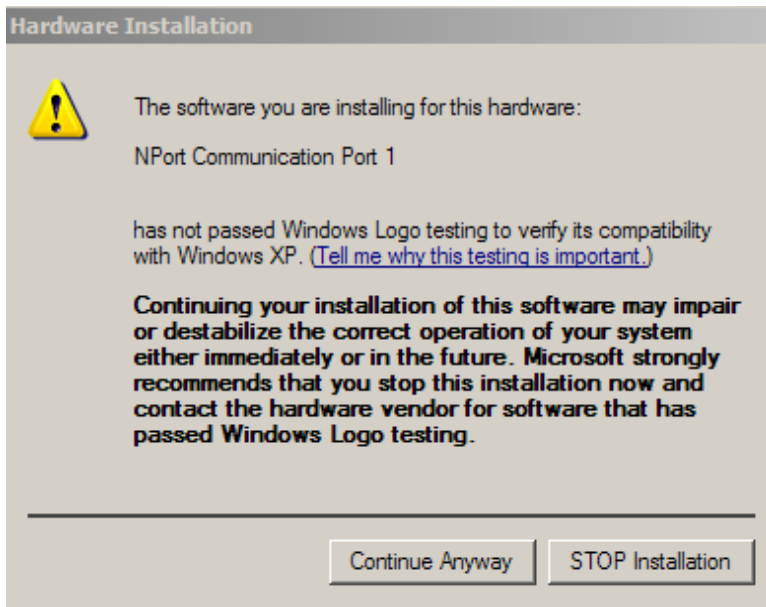 Hardware Installation
The software you are installing for this hardware:
NPort Communication Port 1
has not passed Windows Logo testing to verify its compatibility
with Windows XP. (Tell me why this testing is important.)
Continuing your installation of this software may impair
or destabilize the correct operation of your system
either immediately or in the future. Microsoft strongly
recommends that you stop this installation now and
contact the hardware vendor for software that has
passed Windows Logo testing.
Continue Anyway STOP Installation